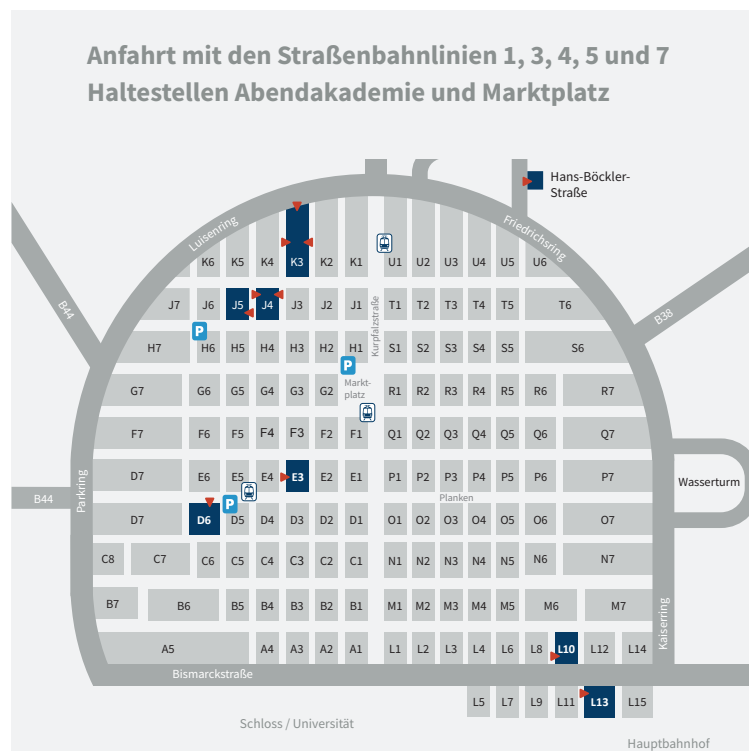 Anfahrt mit den Straßenbahnlinien 1, 3, 4, 5 und 7
Haltestellen Abendakademie und Marktplatz
Hans-Böckler-
Straße
Luisenring
Friedrichsring
K6 K5 K4 K3 K2 K1 U1 U2 U3 U4 U5 U6
B44
J7 J6 J5 J4 J3 J2 J1 Kurpfalzstraße T1 T2 T3 T4 T5 T6
B38
P
H7 H6 H5 H4 H3 H2 H1 S1 S2 S3 S4 S5 S6
P
Markt-
platz
G7 G6 G5 G4 G3 G2 R1 R2 R3 R4 R5 R6 R7
F7 F6 F5 F4 F3 F2 F1 Q1 Q2 Q3 Q4 Q5 Q6 Q7
Parkring
D7 E6 E5 E4 E3 E2 E1 P1 P2 P3 P4 P5 P6 P7
Wasserturm
B44
Planken
P
D7 D6 D5 D4 D3 D2 D1 O1 O2 O3 O4 O5 O6 O7
C8 C7 C6 C5 C4 C3 C2 C1 N1 N2 N3 N4 N5 N6 N7
B7 B6 B5 B4 B3 B2 B1 M1 M2 M3 M4 M5 M6 M7
Kaiserring
A5 A4 A3 A2 A1 L1 L2 L3 L4 L6 L8 L10 L12 L14
Bismarckstraße
L5 L7 L9 L11 L13 L15
Schloss / Universität
Hauptbahnhof